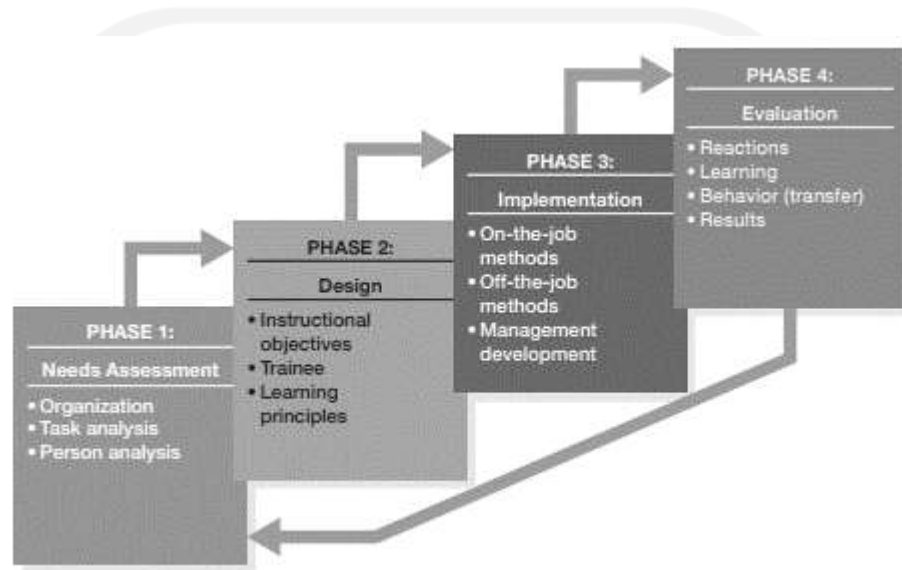 PHASE 1:
Needs Assessment
• Organization
• Task analysis
• Person analysis
PHASE 2:
Design
• Instructional
objectives
• Trainee
• Learning
principles
PHASE 3:
Implementation
• On-the-job
methods
• Off-the-job
methods
• Management
development
PHASE 4:
Evaluation
• Reactions
• Learning
• Behavior (transfer)
• Results